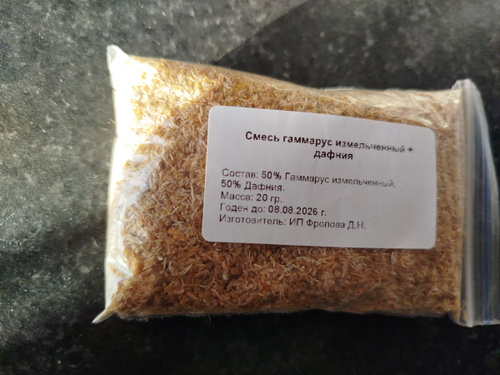 Смесь гаммарус измельченный +
дафния
Состав: 50% Гаммарус измельченный,
50% Дафния.
Масса: 20 гр.
Годен до: 08.08.2026 г.
Изготовитель: ИП Фролова Д.Н.